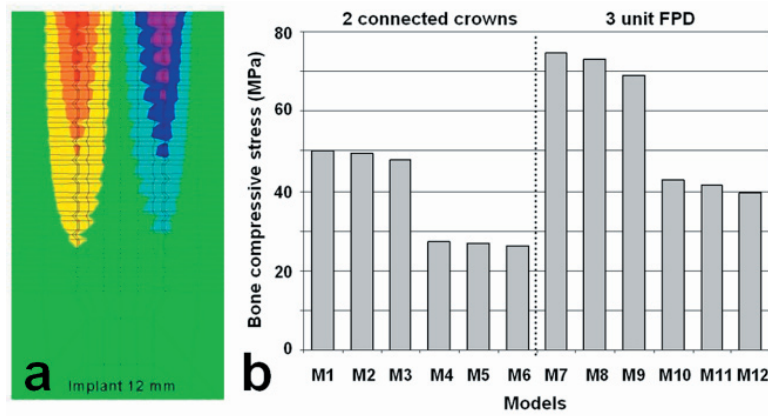 a
Implant 12 mm
b
2 connected crowns
3 unit FPD
Bone compressive stress (MPa)
80
60
40
20
0
M1 M2 M3 M4 M5 M6 M7 M8 M9 M10 M11 M12
Models